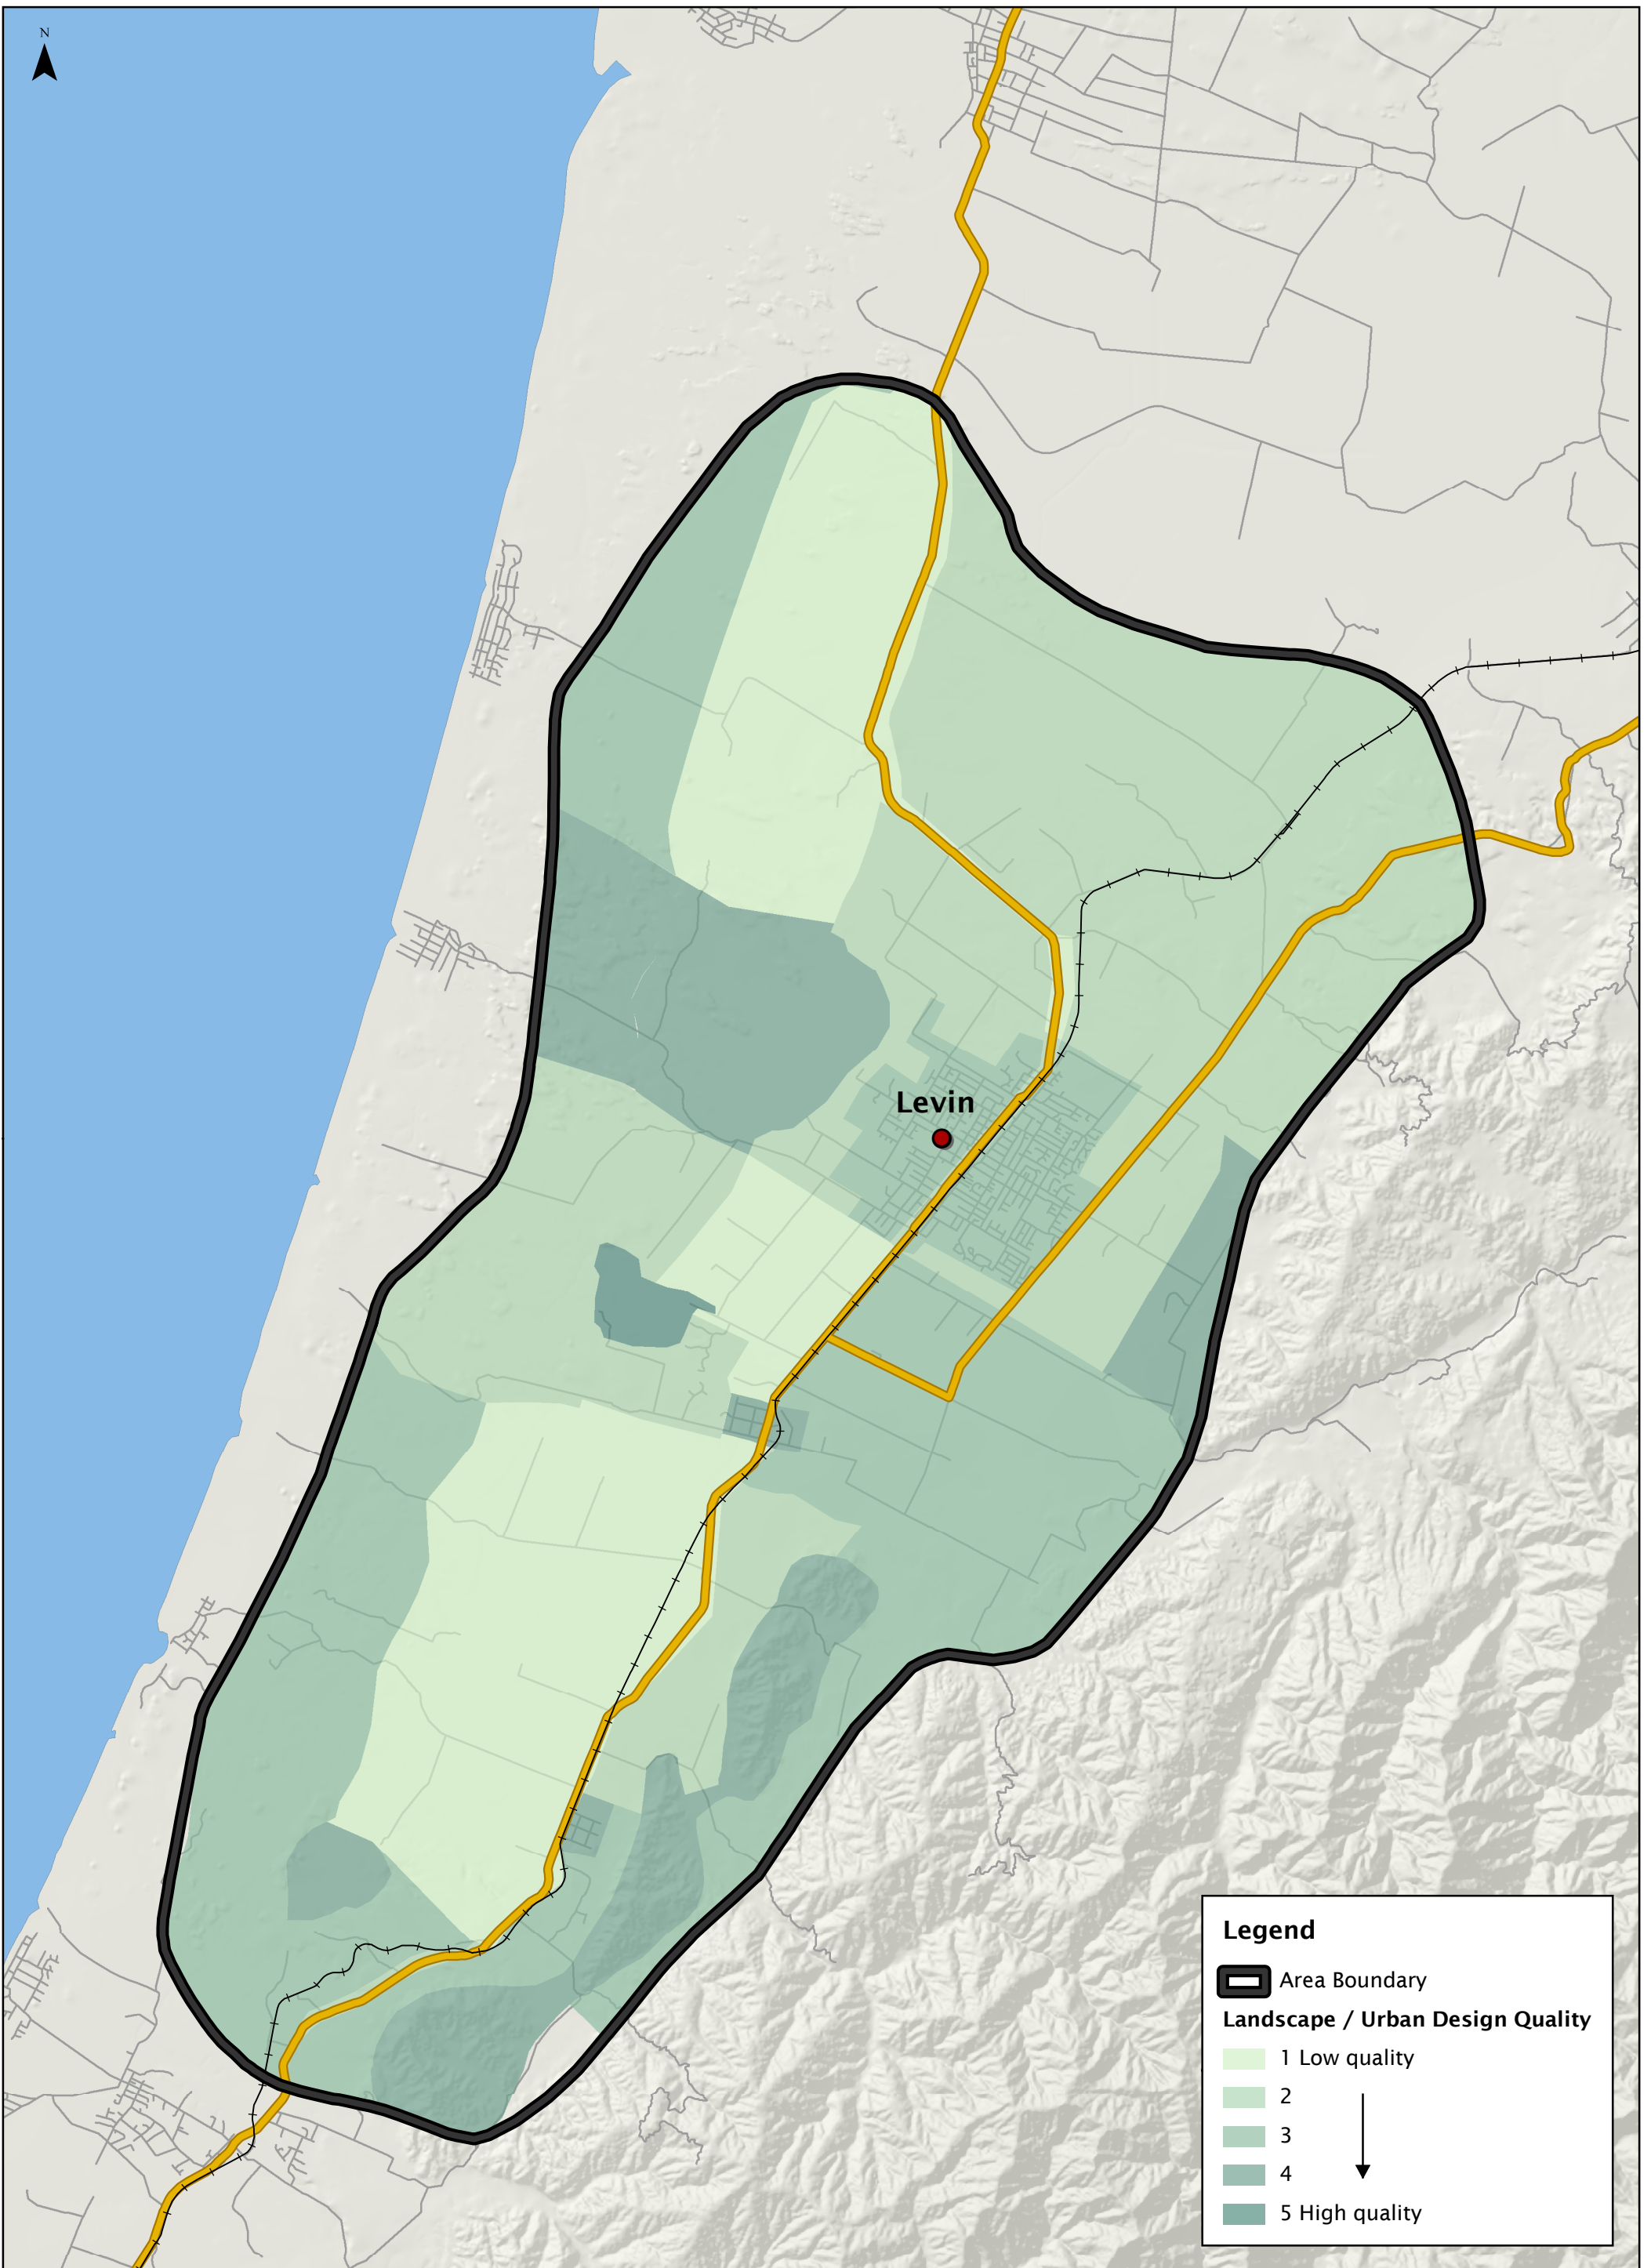 N
Levin
Legend
Area Boundary
Landscape / Urban Design Quality
1 Low quality
2
3
4
5 High quality